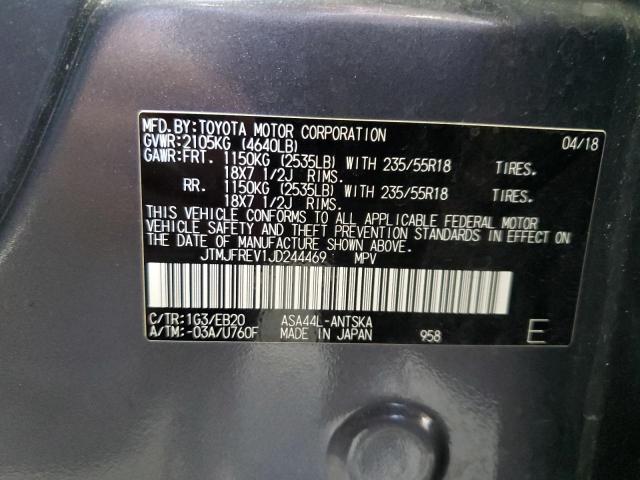 MFD.BY:TOYOTA MOTOR CORPORATION 04/18
GVWR:2105KG (4640LB)
GAWR:FRT. 1150KG (2535LB) WITH 235/55R18 TIRES.
18X7 1/2J RIMS.
RR. 1150KG (2535LB) WITH 235/55R18 TIRES.
18X7 1/2J RIMS.
THIS VEHICLE CONFORMS TO ALL APPLICABLE FEDERAL MOTOR
VEHICLE SAFETY AND THEFT PREVENTION STANDARDS IN EFFECT ON
THE DATE OF MANUFACTURE SHOWN ABOVE.
JTMJFREV1JD244469 MPV
C/TR:1G3/EB20 ASA44L-ANTSKA
A/TM:-03A/U760F MADE IN JAPAN 958 E